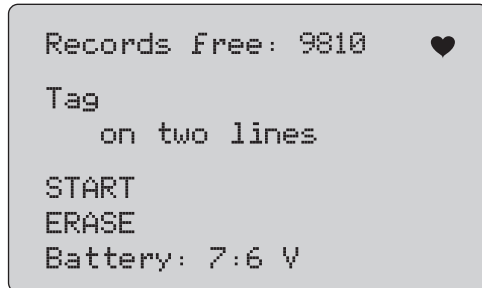 Records free: 9810 ♥
Tag
on two lines
START
ERASE
Battery: 7:6 V